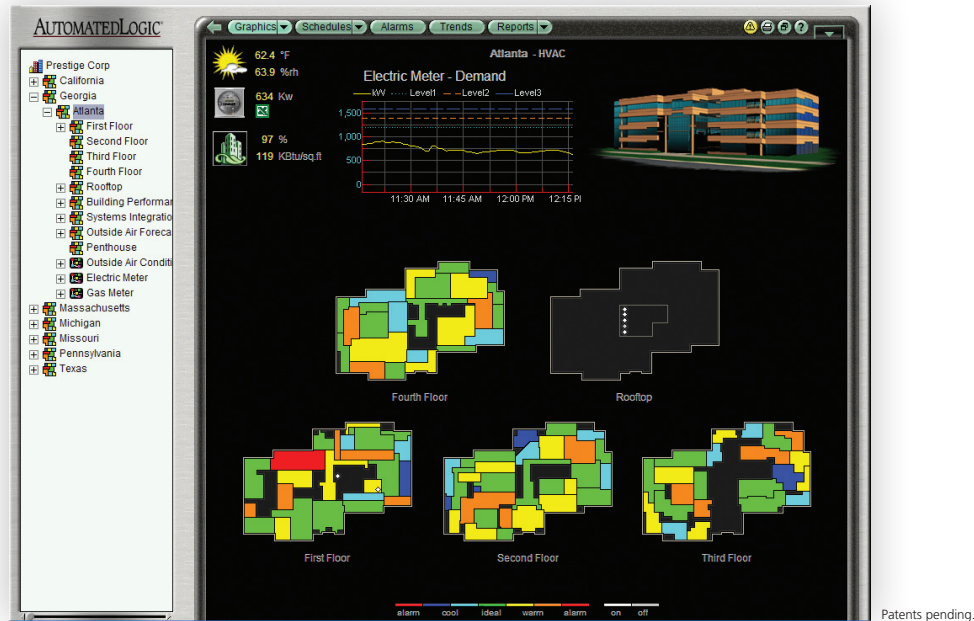 AUTOMATEDLOGIC
Graphics Schedules Alarms Trends Reports
Prestige Corp
California
Georgia
Atlanta
First Floor
Second Floor
Third Floor
Fourth Floor
Rooftop
Building Performar
Systems Integratio
Outside Air Foreca
Penthouse
Outside Air Conditi
Electric Meter
Gas Meter
Massachusetts
Michigan
Missouri
Pennsylvania
Texas
62.4 °F
63.9 %rh
634 Kw
97 %
119 KBtu/sq.ft
Atlanta - HVAC
Electric Meter - Demand
kW Level1 Level2 Level3
1,500
1,000
500
0
11:30 AM 11:45 AM 12:00 PM 12:15 PI
Fourth Floor
Rooftop
First Floor
Second Floor
Third Floor
alarm cool ideal warm alarm on off
Patents pending.